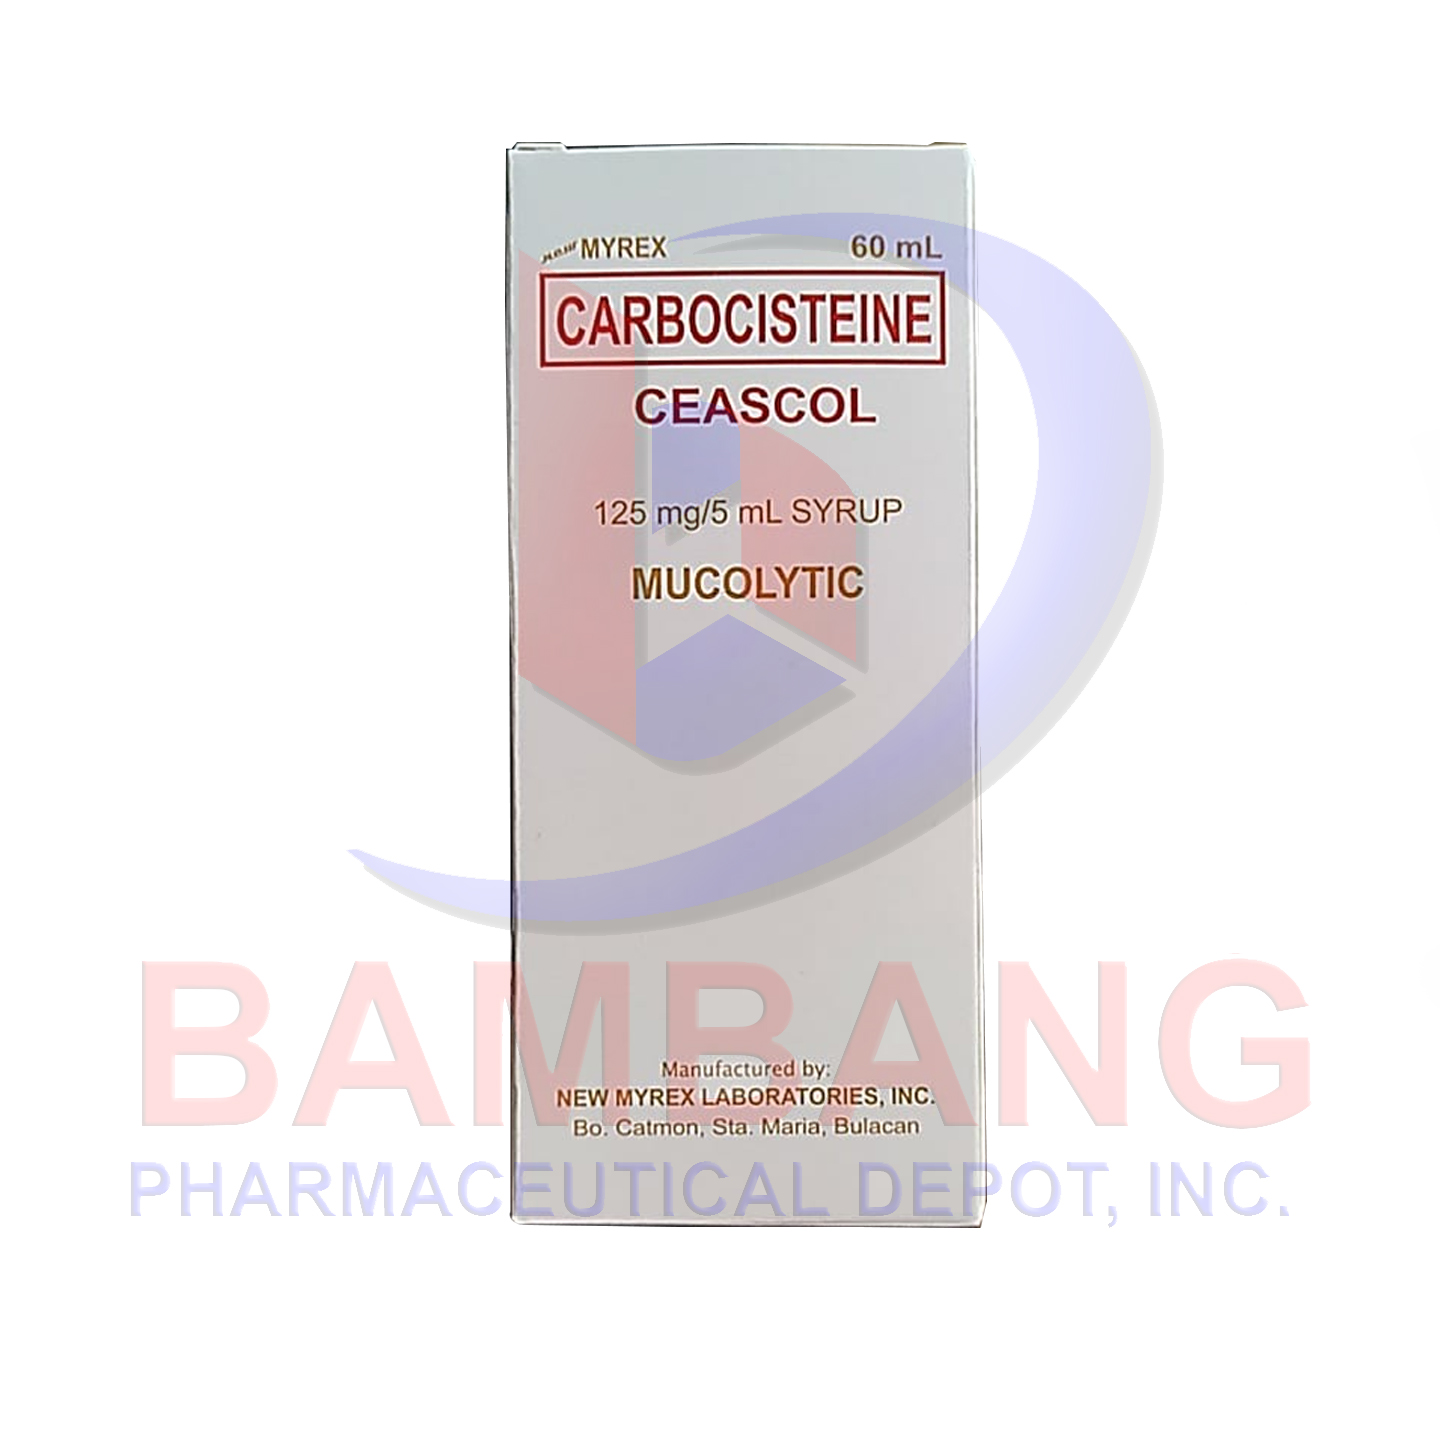 new MYREX 60 mL
CARBOCISTEINE
CEASCOL
125 mg/5 mL SYRUP
MUCOLYTIC
BAMBANG
Manufactured by:
NEW MYREX LABORATORIES, INC.
Bo. Catmon, Sta. Maria, Bulacan
PHARMACEUTICAL DEPOT, INC.